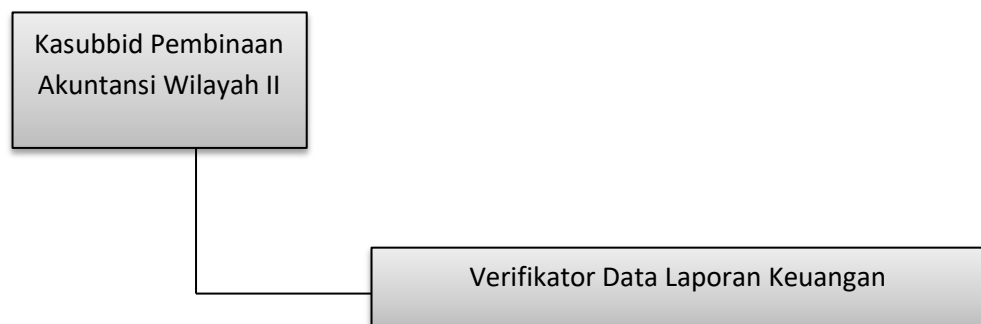 Kasubbid Pembinaan
Akuntansi Wilayah II
Verifikator Data Laporan Keuangan